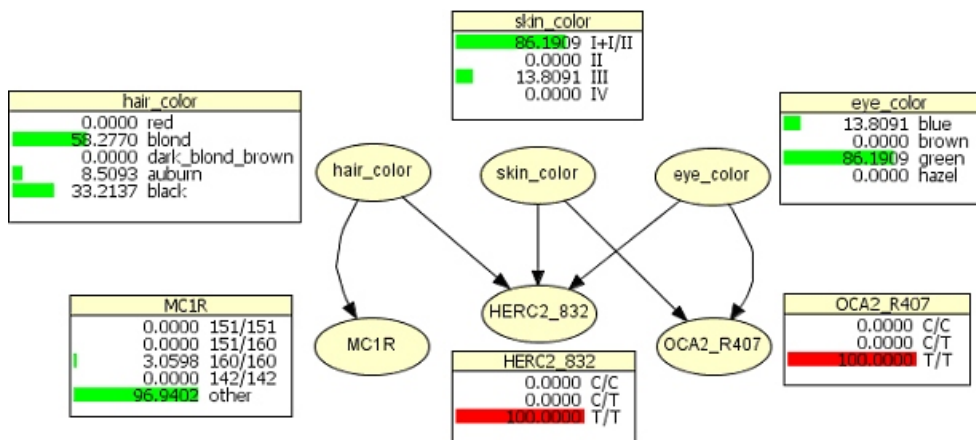 skin_color
86.1909 I+I/II
0.0000 II
13.8091 III
0.0000 IV
hair_color
0.0000 red
58.2770 blond
0.0000 dark_blond_brown
8.5093 auburn
33.2137 black
eye_color
13.8091 blue
0.0000 brown
86.1909 green
0.0000 hazel
hair_color
skin_color
eye_color
MC1R
HERC2_832
OCA2_R407
MC1R
0.0000 151/151
0.0000 151/160
3.0598 160/160
0.0000 142/142
96.9402 other
HERC2_832
0.0000 C/C
0.0000 C/T
100.0000 T/T
OCA2_R407
0.0000 C/C
0.0000 C/T
100.0000 T/T